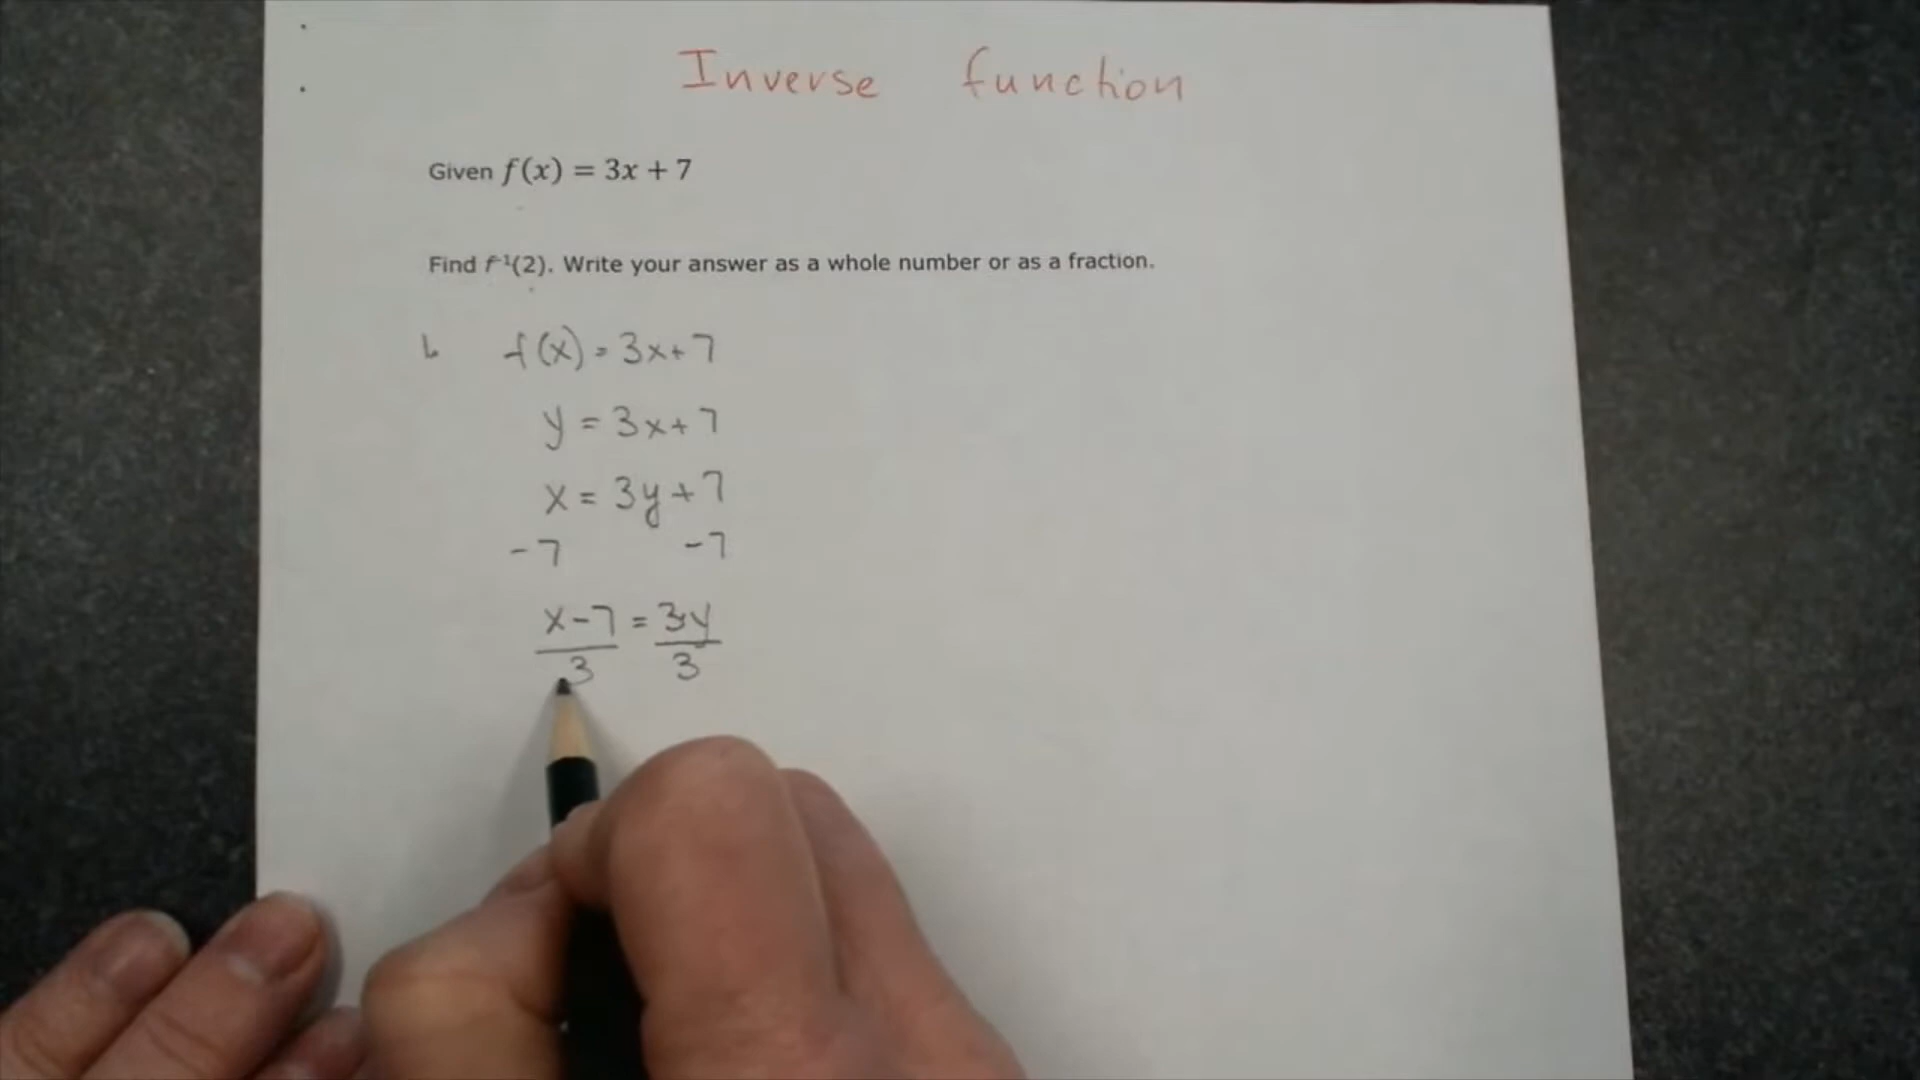 Inverse function
Given f(x) = 3x + 7
Find f⁻¹(2). Write your answer as a whole number or as a fraction.
f(x) = 3x+7
y = 3x+7
x = 3y+7
-7 -7
x-7 = 3y
3 3